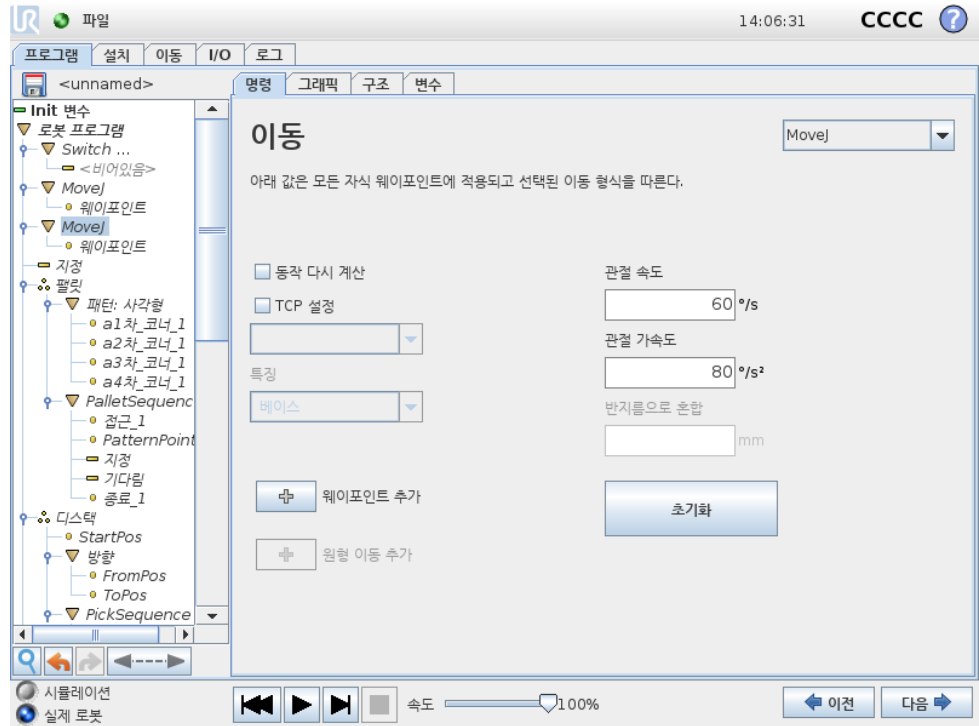 UR 파일 14:06:31 CCCC ?
프로그램 설치 이동 I/O 로그
<unnamed>
명령 그래픽 구조 변수
Init 변수
로봇 프로그램
Switch ...
<비어있음>
MoveJ
웨이포인트
MoveJ
웨이포인트
지정
팔릿
패턴: 사각형
a1차_코너_1
a2차_코너_1
a3차_코너_1
a4차_코너_1
PalletSequenc
접근_1
PatternPoint
지정
기다림
종료_1
디스택
StartPos
방향
FromPos
ToPos
PickSequence
이동
MoveJ
아래 값은 모든 자식 웨이포인트에 적용되고 선택된 이동 형식를 따른다.
동작 다시 계산
TCP 설정
특징
베이스
관절 속도
60 °/s
관절 가속도
80 °/s²
반지름으로 혼합
mm
웨이포인트 추가
초기화
원형 이동 추가
시뮬레이션
실제 로봇
속도 100%
이전
다음